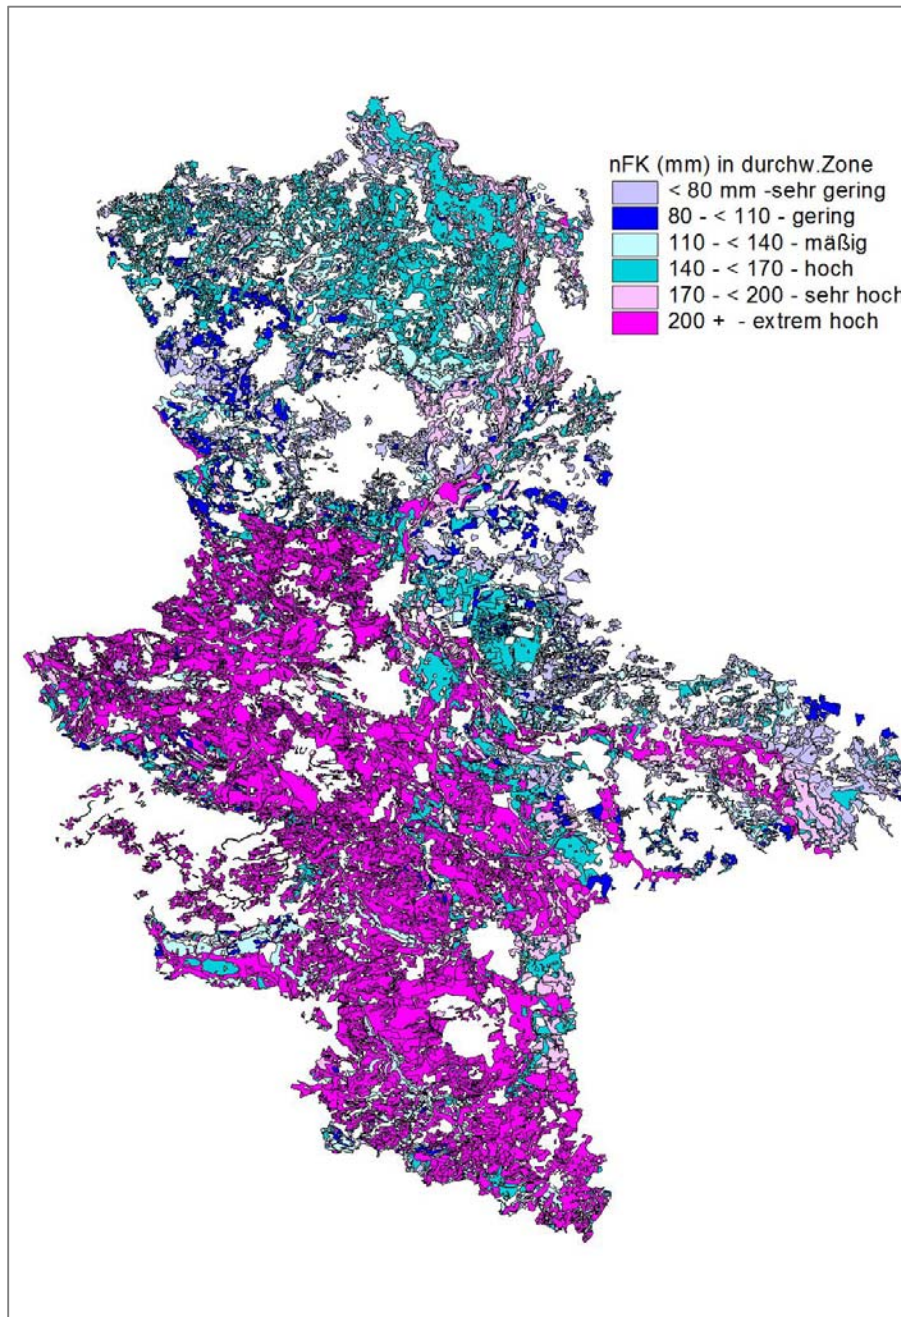 nFK (mm) in durchw.Zone
< 80 mm -sehr gering
80 - < 110 - gering
110 - < 140 - mäßig
140 - < 170 - hoch
170 - < 200 - sehr hoch
200 + - extrem hoch